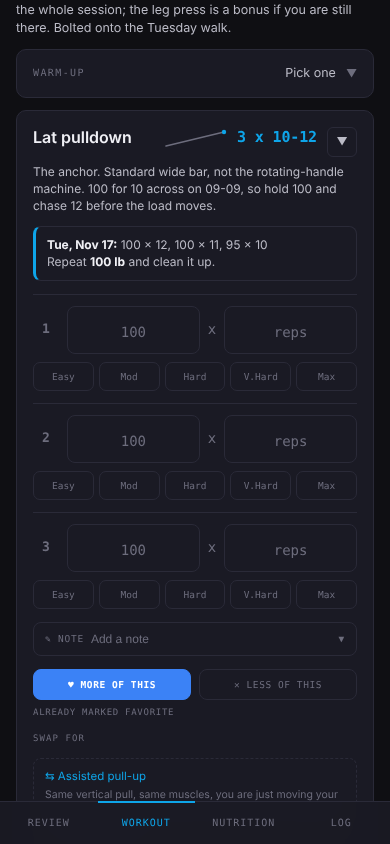 the whole session; the leg press is a bonus if you are still
there. Bolted onto the Tuesday walk.
WARM-UP Pick one ▼
Lat pulldown 3 x 10-12 ▼
The anchor. Standard wide bar, not the rotating-handle
machine. 100 for 10 across on 09-09, so hold 100 and
chase 12 before the load moves.
Tue, Nov 17: 100 × 12, 100 × 11, 95 × 10
Repeat 100 lb and clean it up.
1 100 x reps
Easy Mod Hard V.Hard Max
2 100 x reps
Easy Mod Hard V.Hard Max
3 100 x reps
Easy Mod Hard V.Hard Max
✎ NOTE Add a note ▼
♥ MORE OF THIS × LESS OF THIS
ALREADY MARKED FAVORITE
SWAP FOR
⇆ Assisted pull-up
Same vertical pull, same muscles, you are just moving your
REVIEW WORKOUT NUTRITION LOG